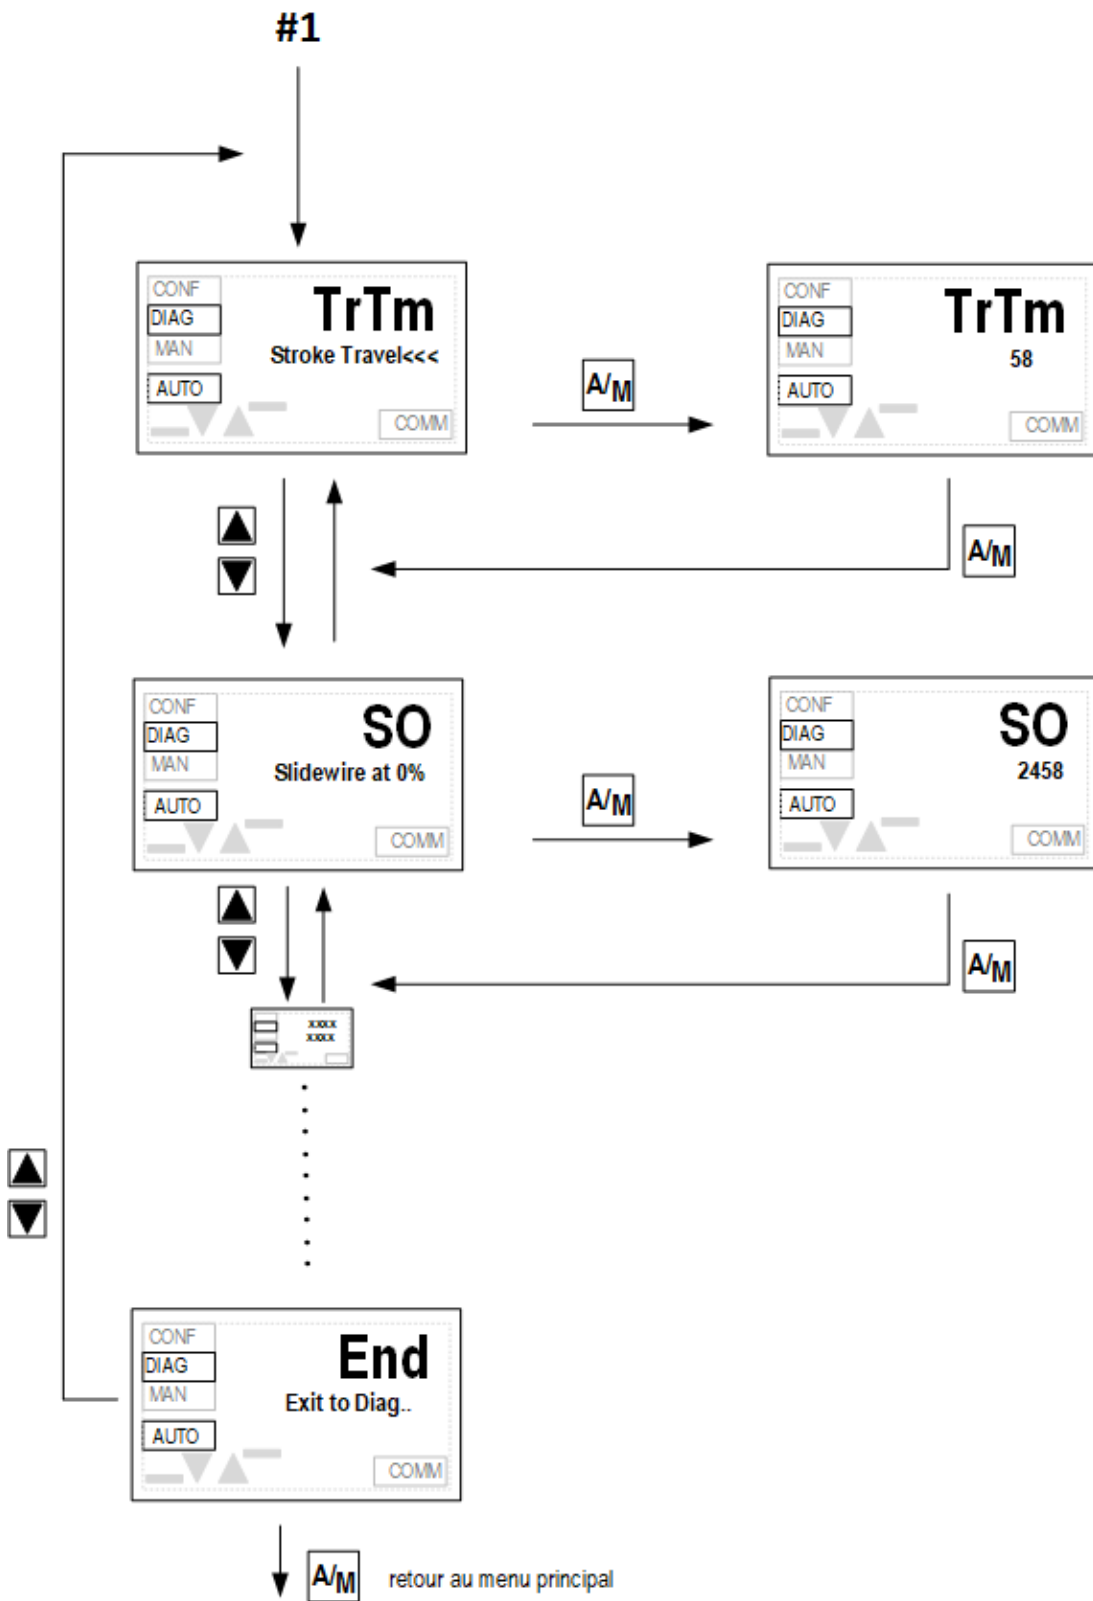 #1
CONF
DIAG
MAN
AUTO
TrTm
Stroke Travel<<<
COMM
A/M
CONF
DIAG
MAN
AUTO
TrTm
58
COMM
A/M
CONF
DIAG
MAN
AUTO
SO
Slidewire at 0%
COMM
A/M
CONF
DIAG
MAN
AUTO
SO
2458
COMM
A/M
xxxx
xxxx
CONF
DIAG
MAN
AUTO
End
Exit to Diag..
COMM
A/M retour au menu principal